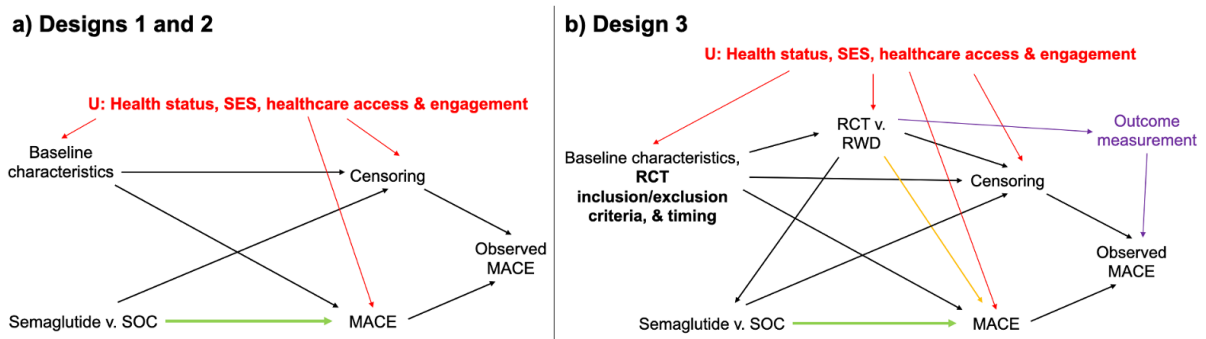 a) Designs 1 and 2
U: Health status, SES, healthcare access & engagement
Baseline
characteristics
Censoring
Observed
MACE
Semaglutide v. SOC
MACE
b) Design 3
U: Health status, SES, healthcare access & engagement
RCT v.
RWD
Outcome
measurement
Baseline characteristics,
RCT
inclusion/exclusion
criteria, & timing
Censoring
Observed
MACE
Semaglutide v. SOC
MACE